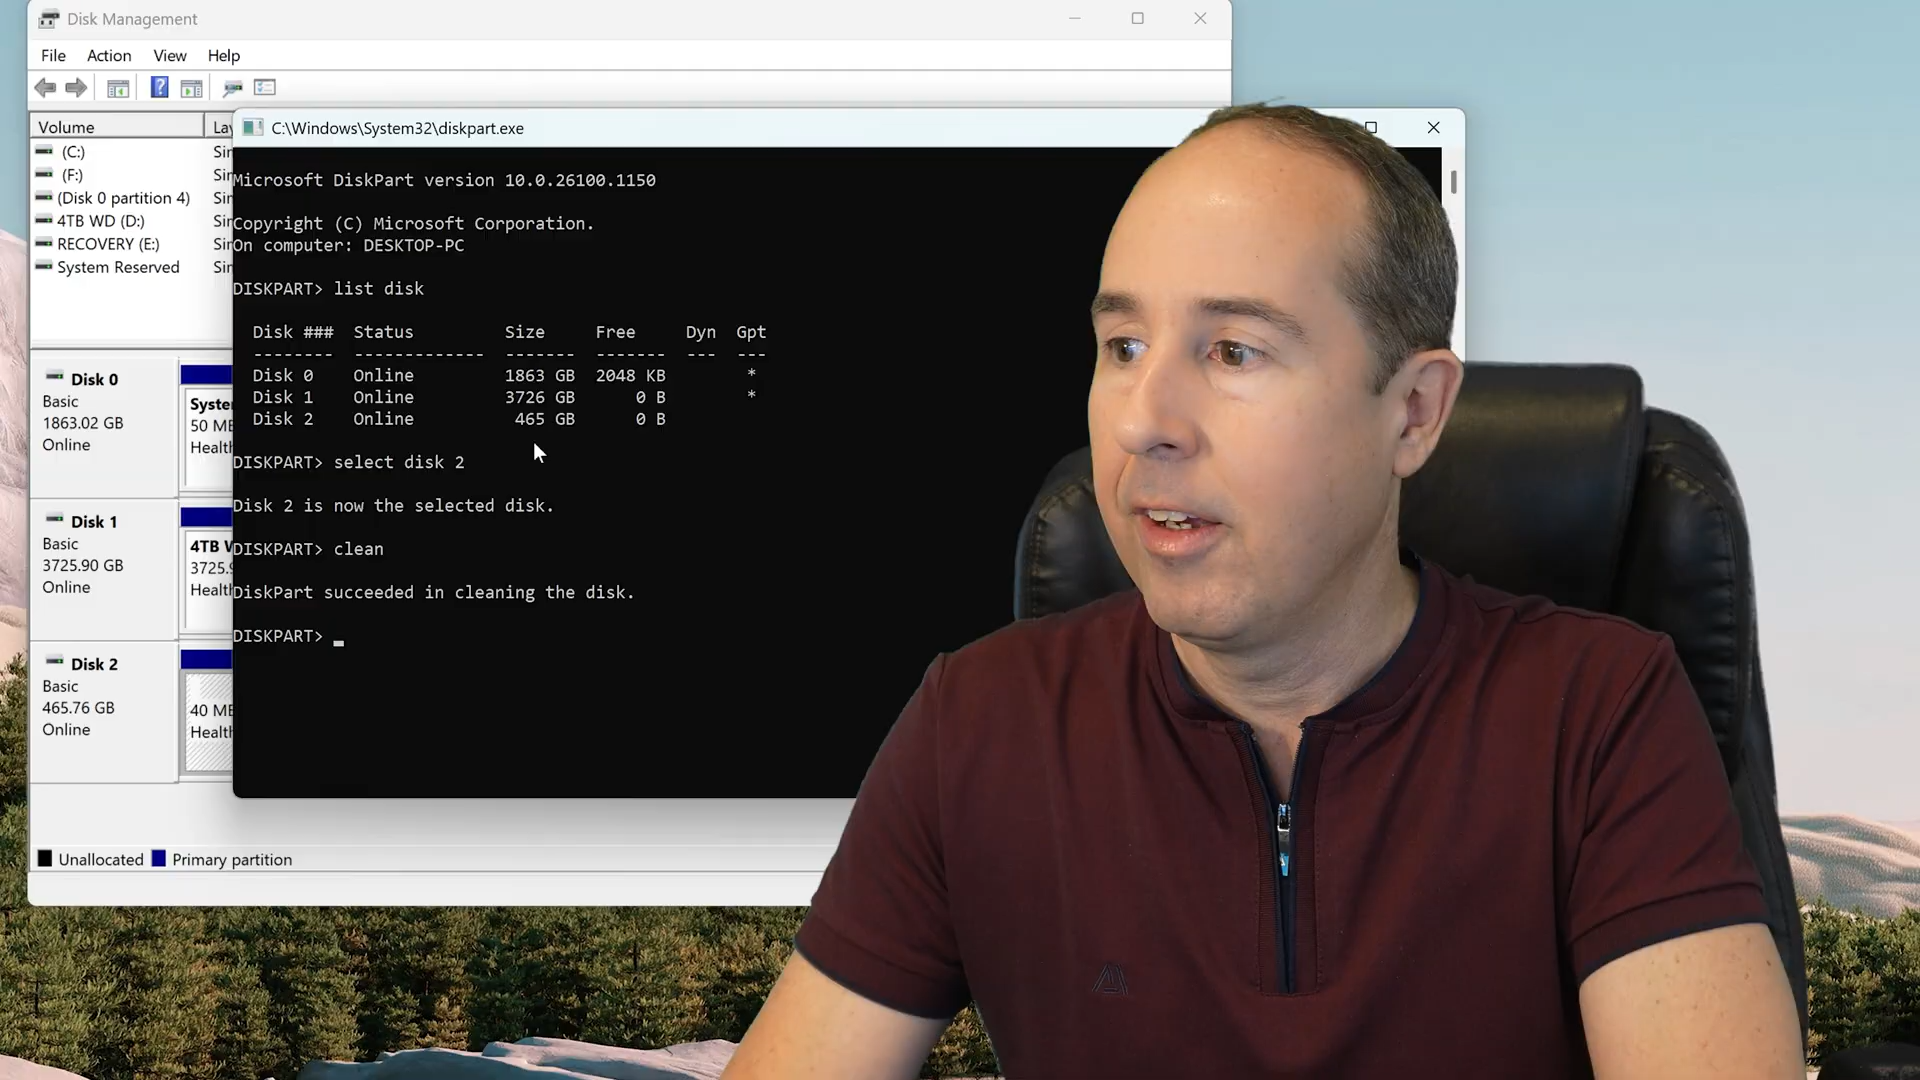 Disk Management
File Action View Help
Volume
(C:)
(F:)
(Disk 0 partition 4)
4TB WD (D:)
RECOVERY (E:)
System Reserved
C:\Windows\System32\diskpart.exe
Microsoft DiskPart version 10.0.26100.1150
Copyright (C) Microsoft Corporation.
On computer: DESKTOP-PC
DISKPART> list disk
Disk ### Status Size Free Dyn Gpt
-------- ------------- ------- ------- --- ---
Disk 0 Online 1863 GB 2048 KB *
Disk 1 Online 3726 GB 0 B *
Disk 2 Online 465 GB 0 B
DISKPART> select disk 2
Disk 2 is now the selected disk.
DISKPART> clean
DiskPart succeeded in cleaning the disk.
DISKPART> _
Disk 0
Basic
1863.02 GB
Online
50 M
Disk 1
Basic
3725.90 GB
Online
4TB
3725.9
Disk 2
Basic
465.76 GB
Online
40 M
Unallocated Primary partition